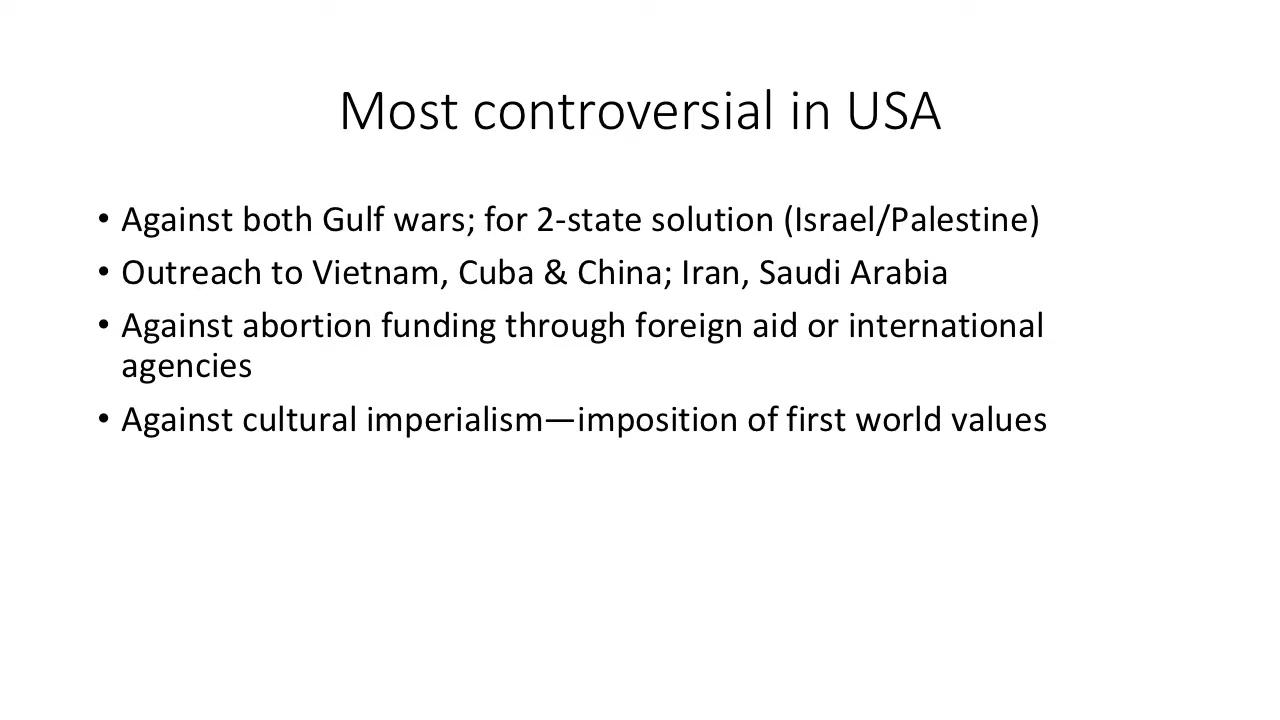 Most controversial in USA
• Against both Gulf wars; for 2-state solution (Israel/Palestine)
• Outreach to Vietnam, Cuba & China; Iran, Saudi Arabia
• Against abortion funding through foreign aid or international
agencies
• Against cultural imperialism—imposition of first world values